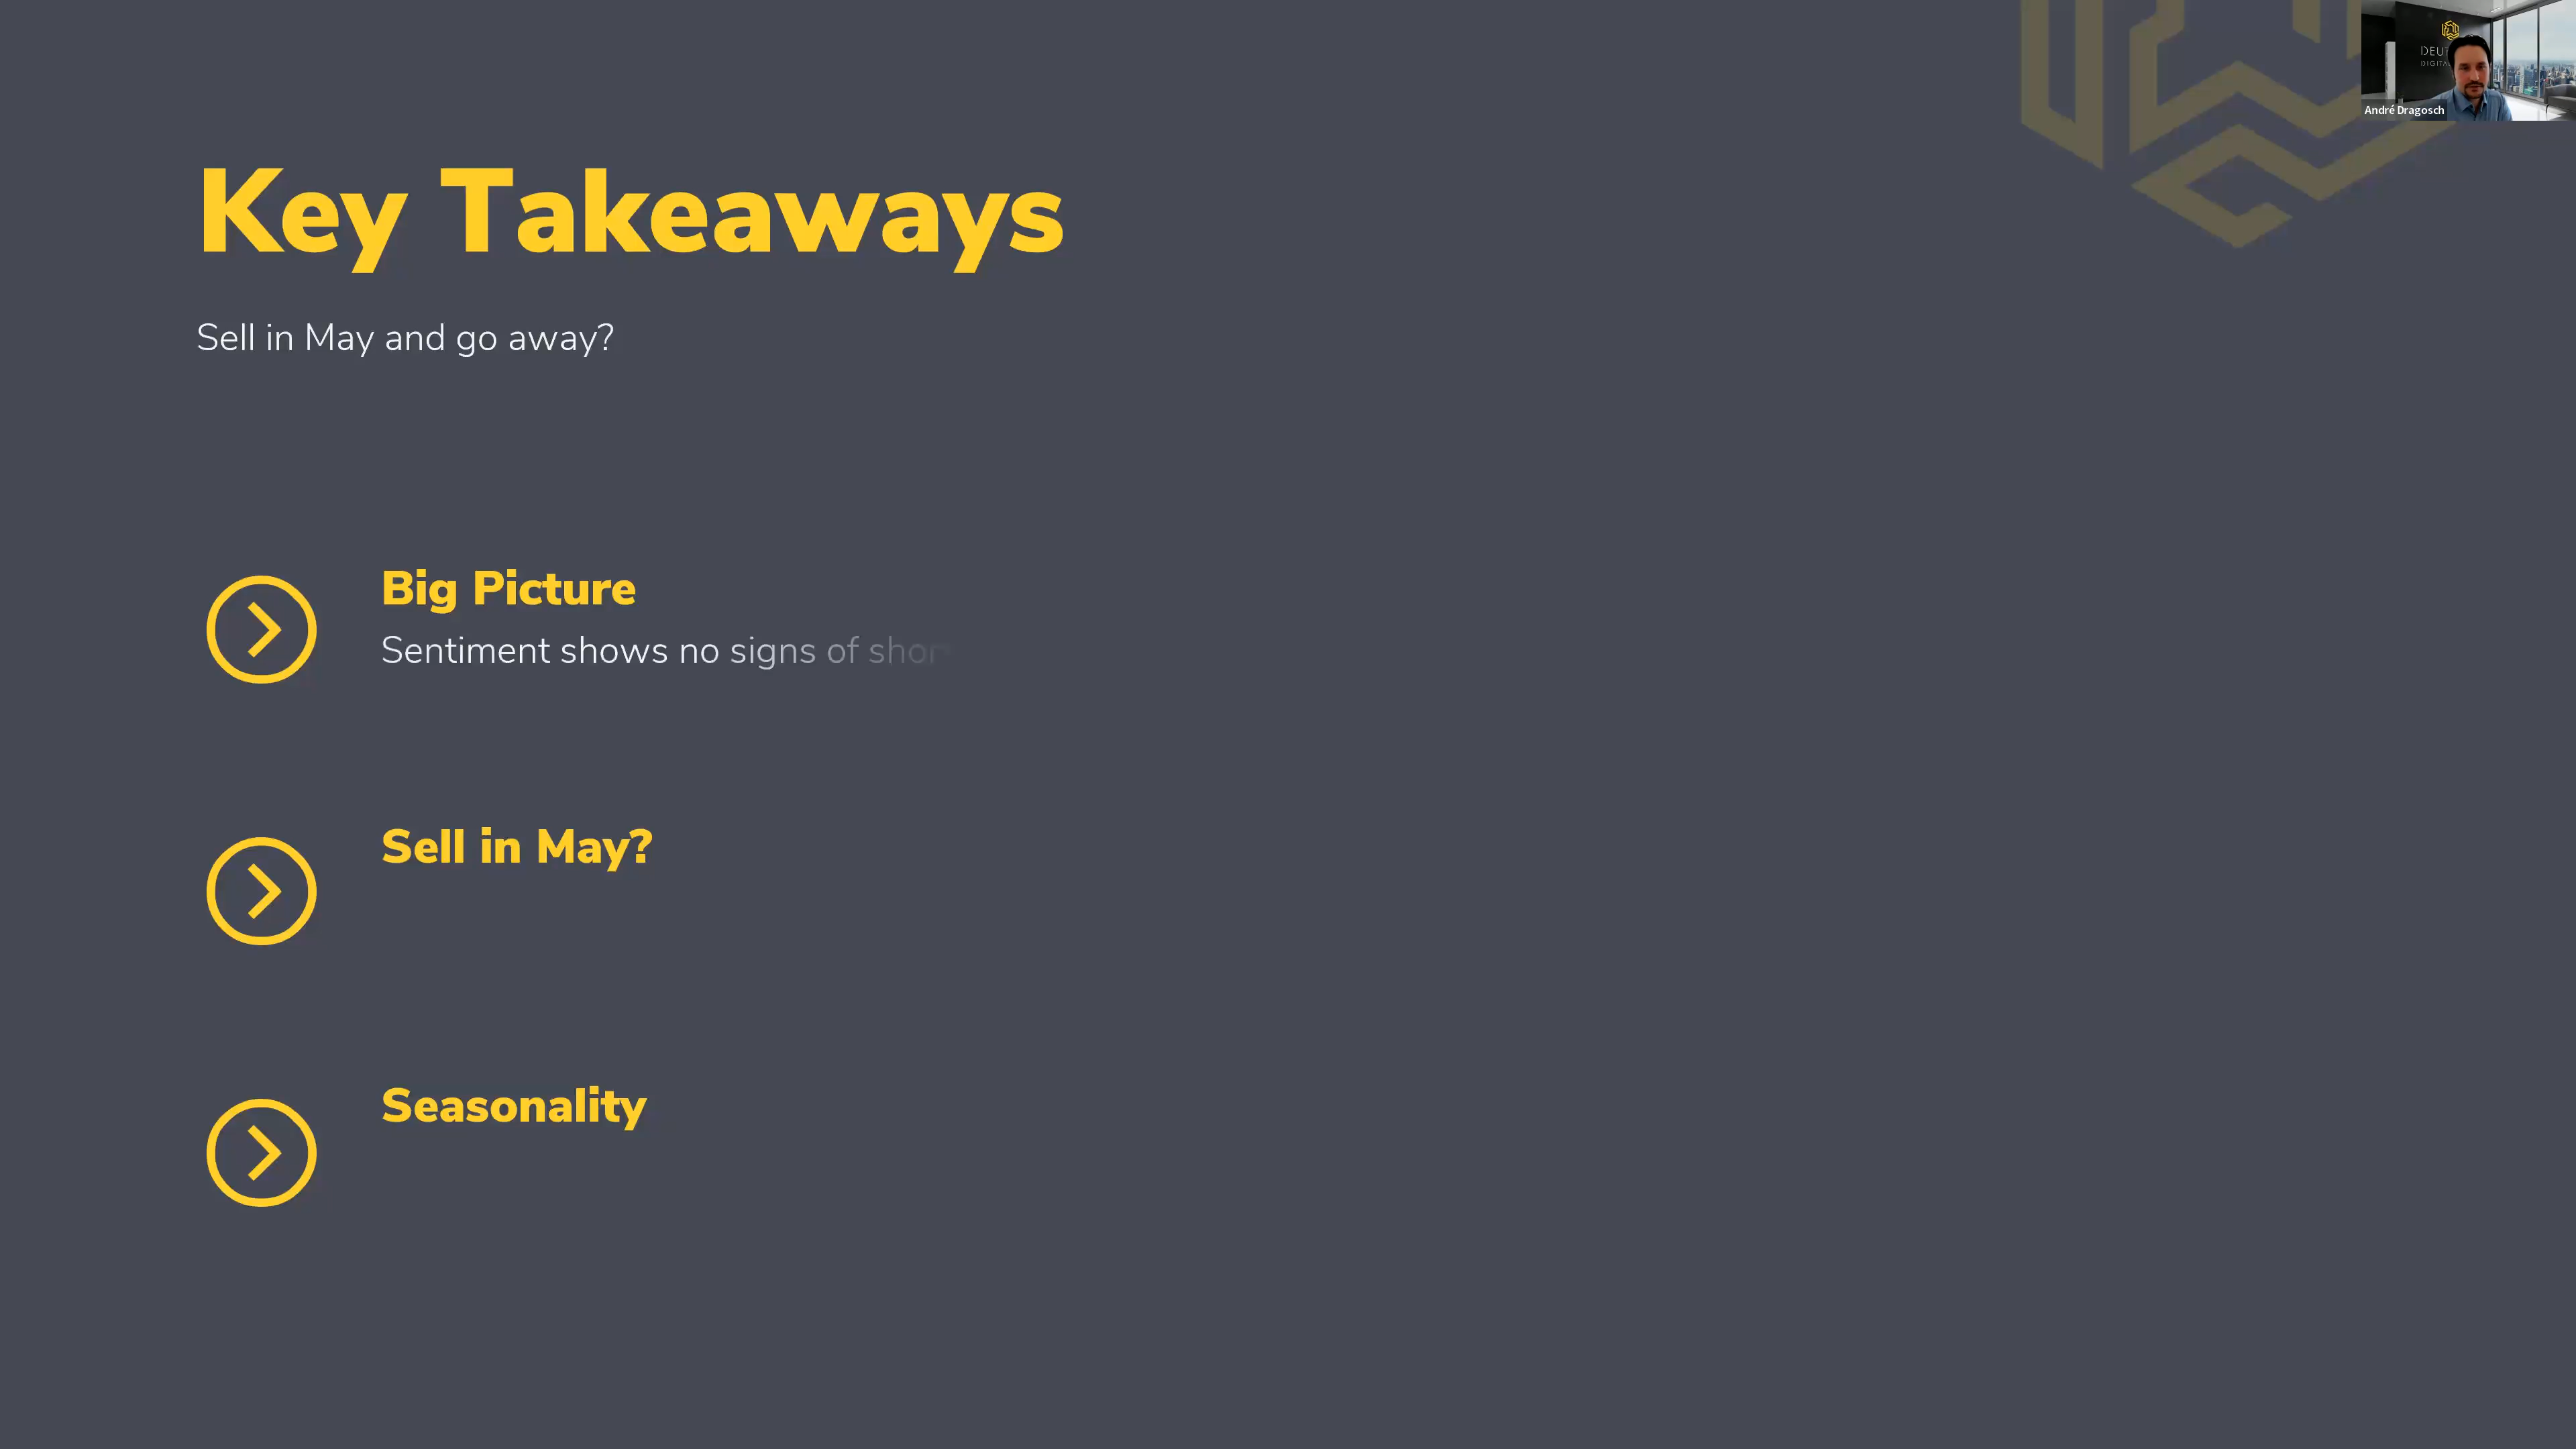 Key Takeaways
Sell in May and go away?
Big Picture
Sentiment shows no signs of
Sell in May?
Seasonality
André Dragosch